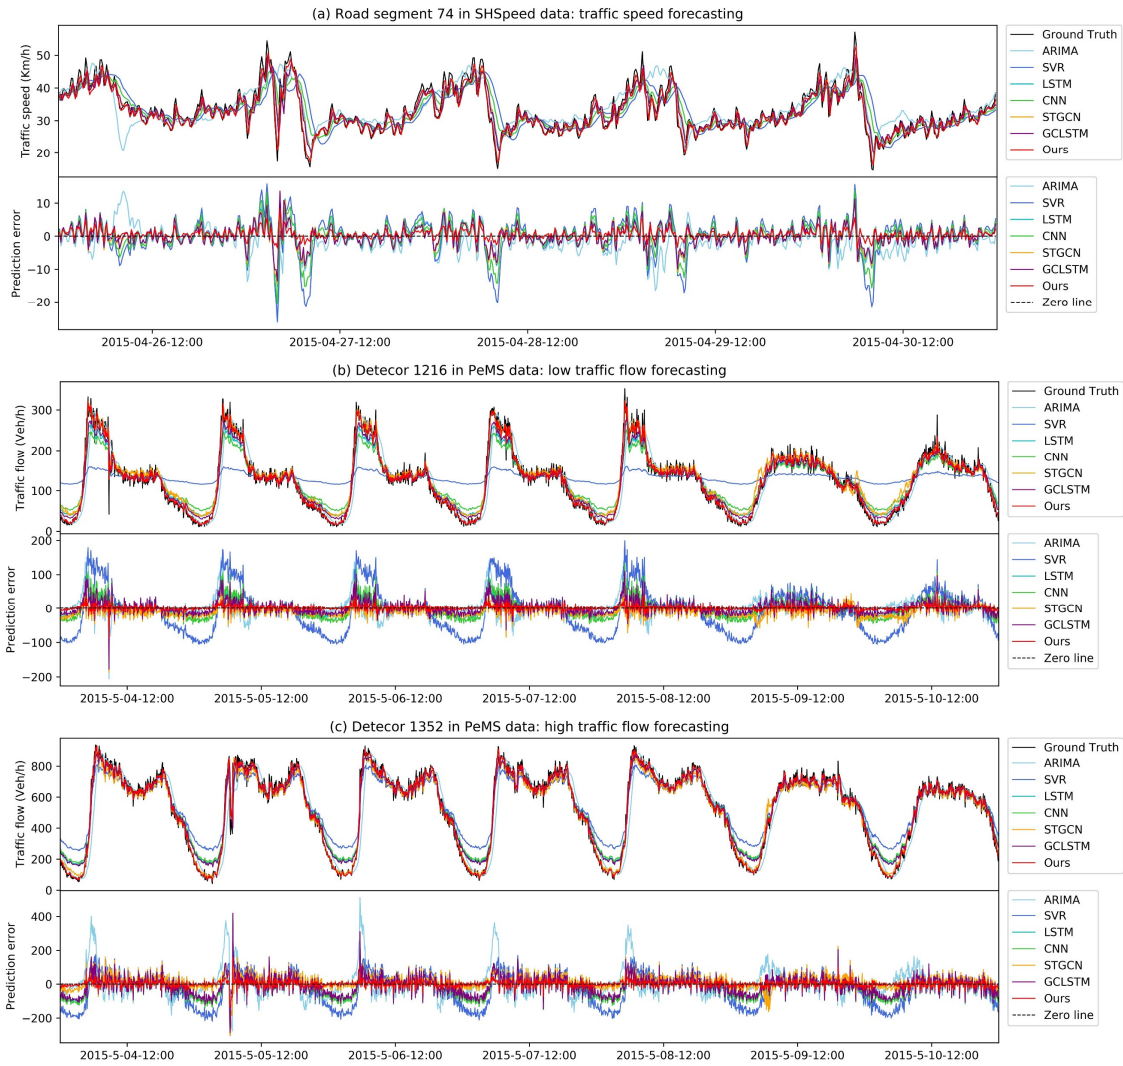 (a) Road segment 74 in SHSpeed data: traffic speed forecasting
Traffic speed (Km/h)
50
40
30
20
Ground Truth
ARIMA
SVR
LSTM
CNN
STGCN
GCLSTM
Ours
Prediction error
10
0
−10
−20
ARIMA
SVR
LSTM
CNN
STGCN
GCLSTM
Ours
Zero line
2015-04-26-12:00
2015-04-27-12:00
2015-04-28-12:00
2015-04-29-12:00
2015-04-30-12:00
(b) Detecor 1216 in PeMS data: low traffic flow forecasting
Traffic flow (Veh/h)
300
200
100
0
Ground Truth
ARIMA
SVR
LSTM
CNN
STGCN
GCLSTM
Ours
Prediction error
200
100
0
−100
−200
ARIMA
SVR
LSTM
CNN
STGCN
GCLSTM
Ours
Zero line
2015-5-04-12:00
2015-5-05-12:00
2015-5-06-12:00
2015-5-07-12:00
2015-5-08-12:00
2015-5-09-12:00
2015-5-10-12:00
(c) Detecor 1352 in PeMS data: high traffic flow forecasting
Traffic flow (Veh/h)
800
600
400
200
0
Ground Truth
ARIMA
SVR
LSTM
CNN
STGCN
GCLSTM
Ours
Prediction error
400
200
0
−200
ARIMA
SVR
LSTM
CNN
STGCN
GCLSTM
Ours
Zero line
2015-5-04-12:00
2015-5-05-12:00
2015-5-06-12:00
2015-5-07-12:00
2015-5-08-12:00
2015-5-09-12:00
2015-5-10-12:00